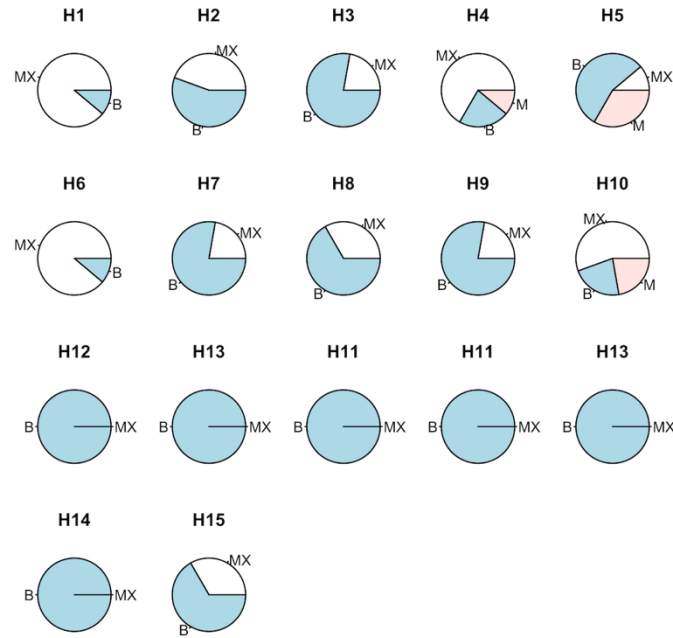 H1 H2 H3 H4 H5
MX B MX B MX B MX M B B MX M
H6 H7 H8 H9 H10
MX B MX B MX B MX B MX B M
H12 H13 H11 H11 H13
B MX B MX B MX B MX B MX
H14 H15
B MX MX B